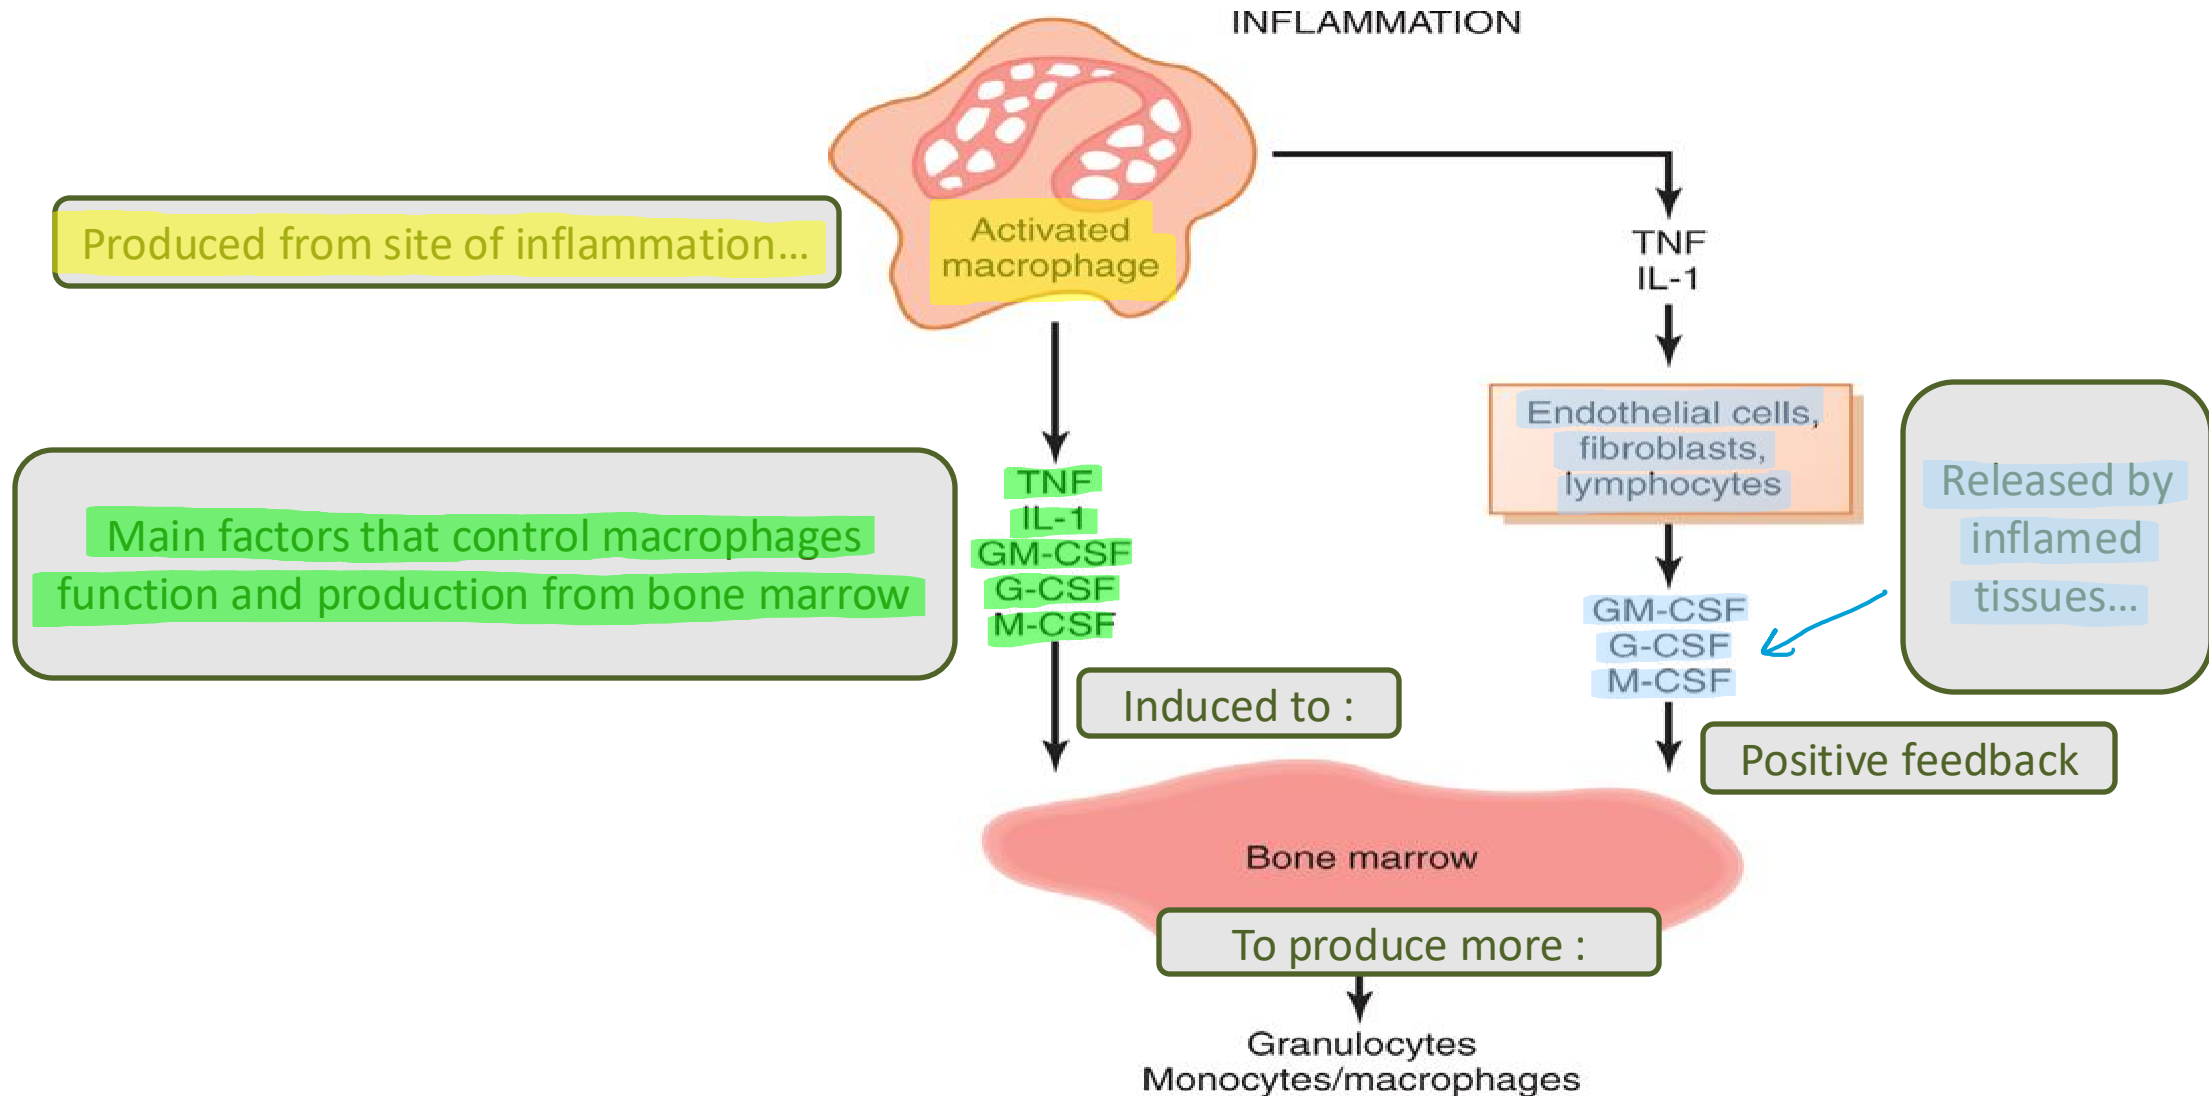 INFLAMMATION
Activated
macrophage
Produced from site of inflammation...
TNF
IL-1
Endothelial cells,
fibroblasts,
lymphocytes
Released by
inflamed
tissues...
TNF
IL-1
GM-CSF
G-CSF
M-CSF
Main factors that control macrophages
function and production from bone marrow
GM-CSF
G-CSF
M-CSF
Induced to :
Positive feedback
Bone marrow
To produce more :
Granulocytes
Monocytes/macrophages